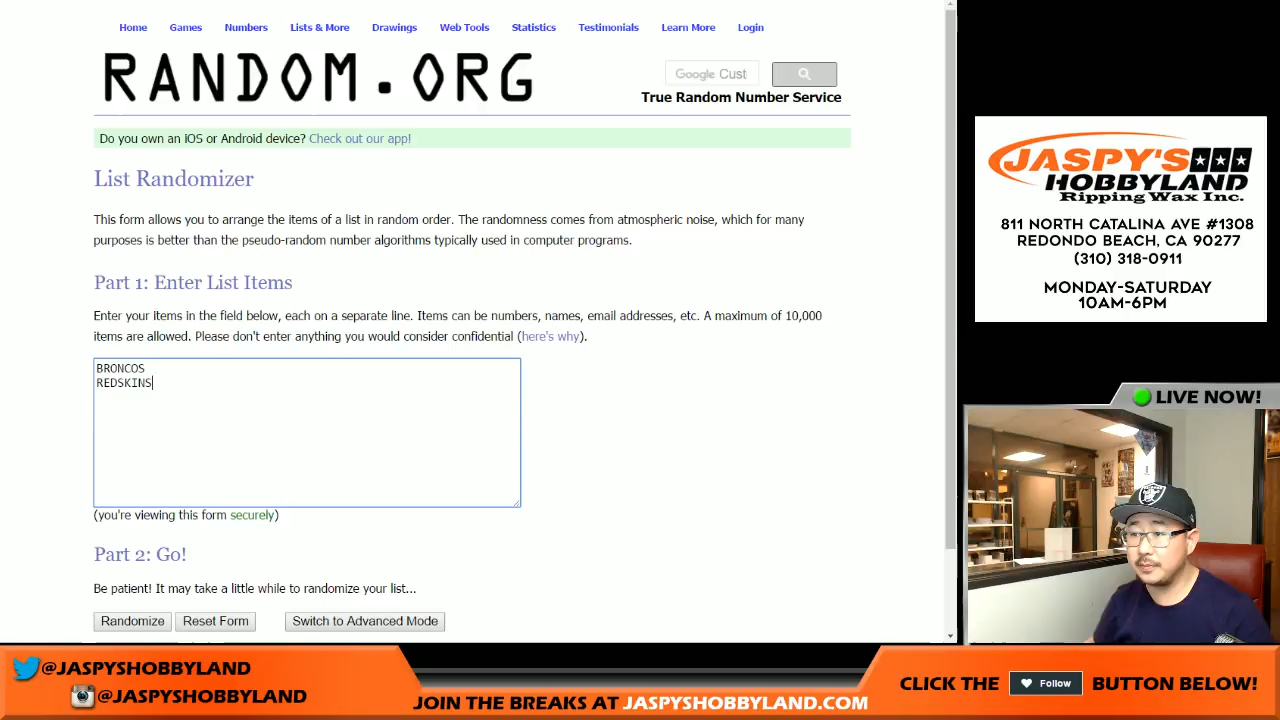 Home Games Numbers Lists & More Drawings Web Tools Statistics Testimonials Learn More Login
RANDOM.ORG
Google Cust
True Random Number Service
Do you own an iOS or Android device? Check out our app!
List Randomizer
This form allows you to arrange the items of a list in random order. The randomness comes from atmospheric noise, which for many
purposes is better than the pseudo-random number algorithms typically used in computer programs.
Part 1: Enter List Items
Enter your items in the field below, each on a separate line. Items can be numbers, names, email addresses, etc. A maximum of 10,000
items are allowed. Please don't enter anything you would consider confidential (here's why).
BRONCOS
REDSKINS
(you're viewing this form securely)
Part 2: Go!
Be patient! It may take a little while to randomize your list...
Randomize Reset Form Switch to Advanced Mode
JASPY'S
HOBBYLAND
Ripping Wax Inc.
811 NORTH CATALINA AVE #1308
REDONDO BEACH, CA 90277
(310) 318-0911
MONDAY-SATURDAY
10AM-6PM
LIVE NOW!
@JASPYSHOBBYLAND
@JASPYSHOBBYLAND
JOIN THE BREAKS AT JASPYSHOBBYLAND.COM
CLICK THE Follow BUTTON BELOW!